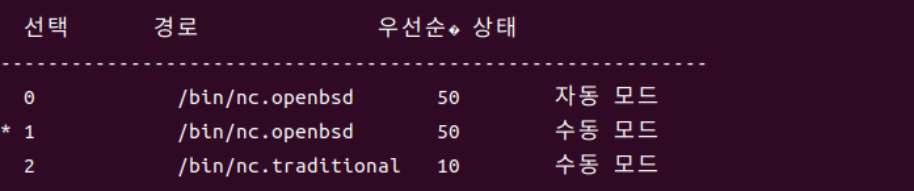 선택 경로 우선순� 상태
------------------------------------------------------------
0 /bin/nc.openbsd 50 자동 모드
* 1 /bin/nc.openbsd 50 수동 모드
2 /bin/nc.traditional 10 수동 모드